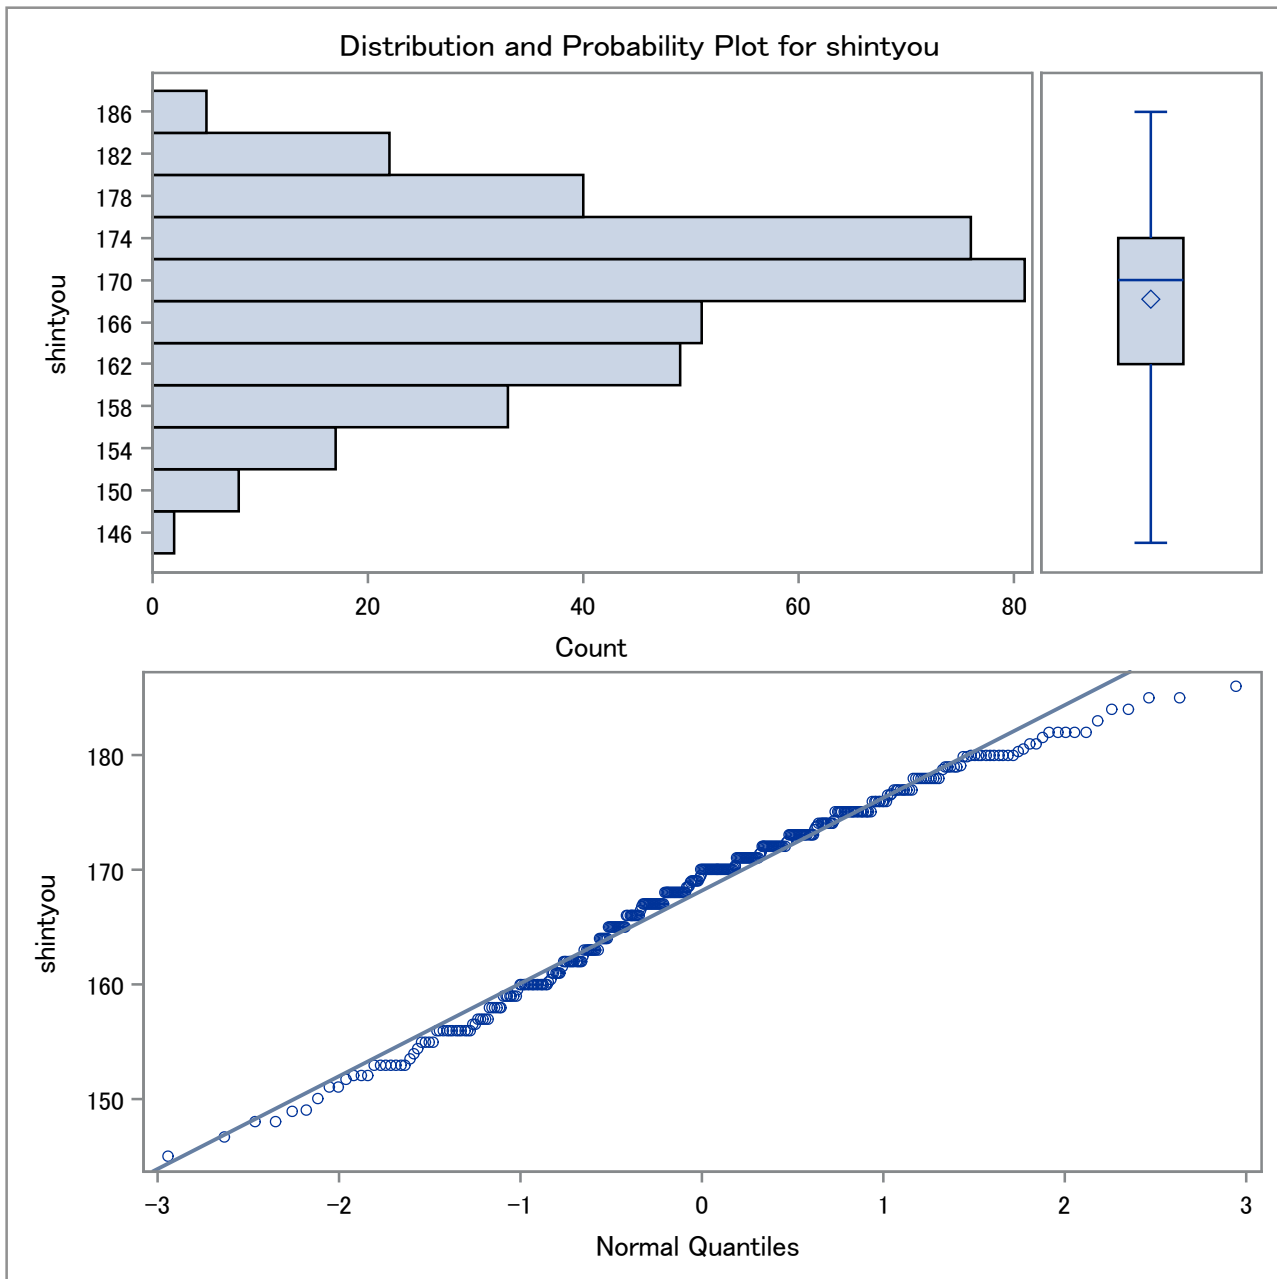 Distribution and Probability Plot for shintyou
186
182
178
174
170
166
162
158
154
150
146
shintyou
0 20 40 60 80
Count
180
170
160
150
shintyou
−3 −2 −1 0 1 2 3
Normal Quantiles